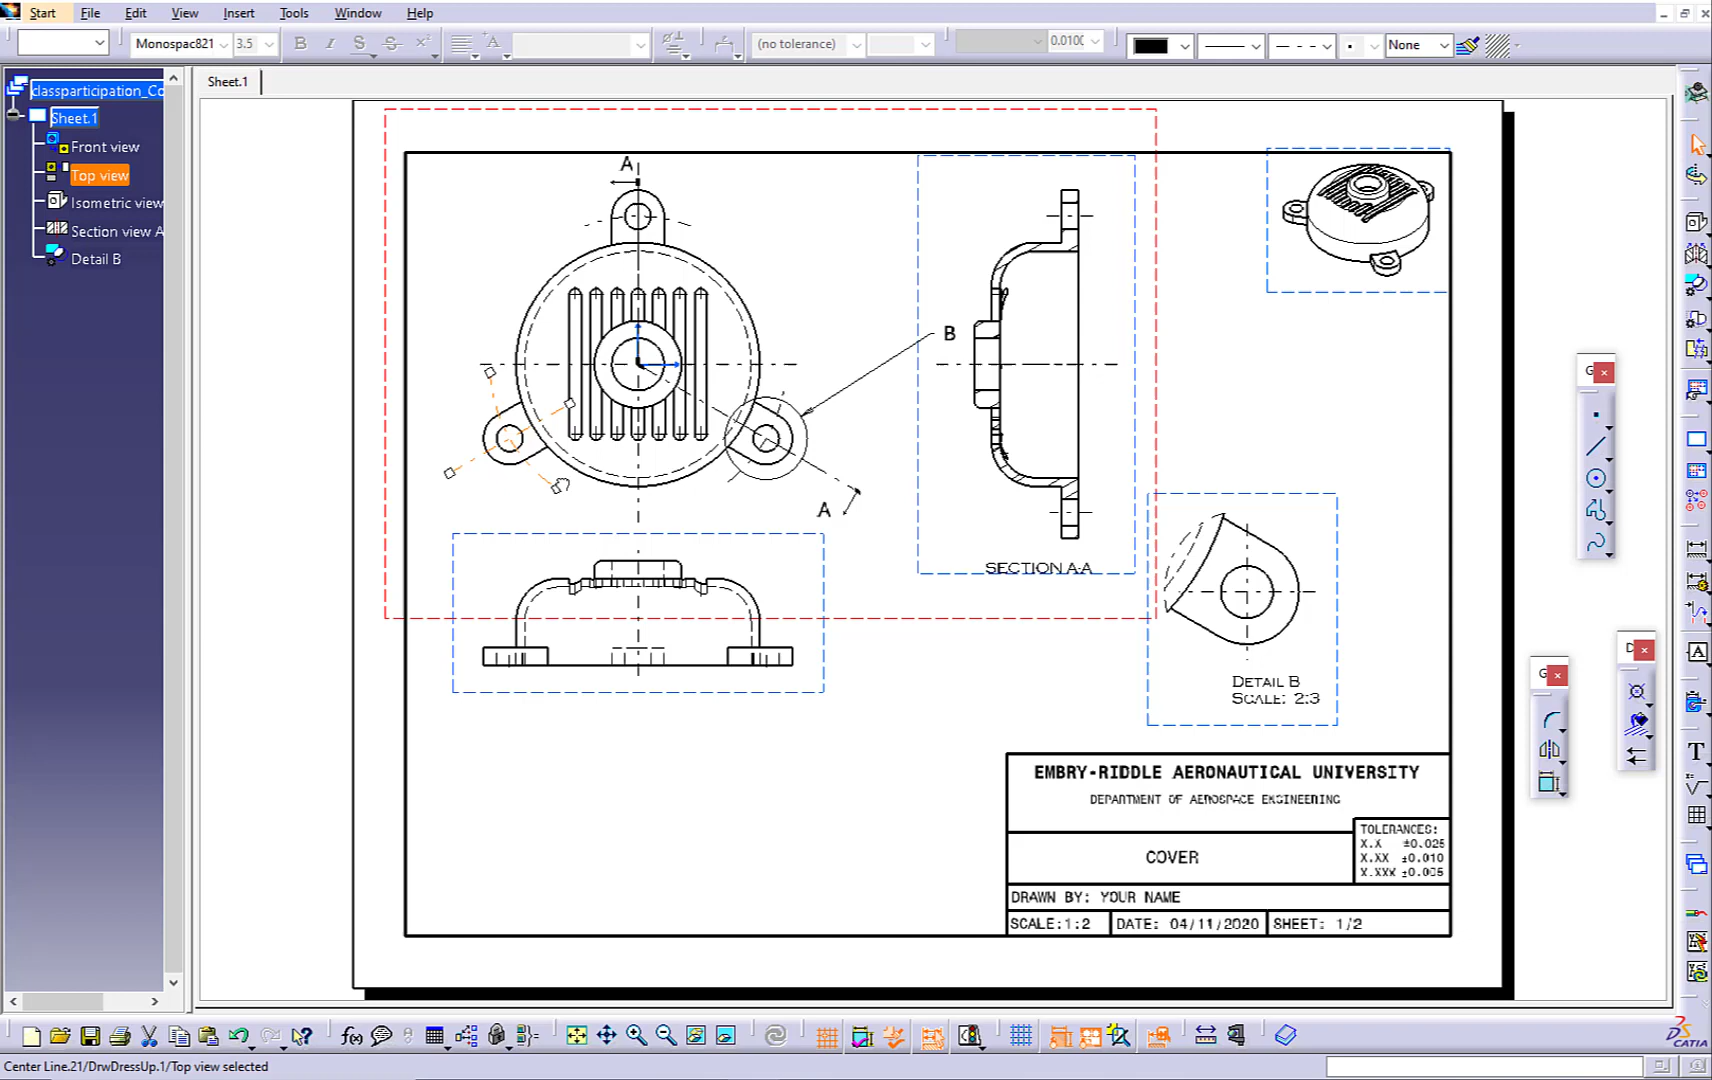 Start File Edit View Insert Tools Window Help
Monospac821 3.5 B I S S (no tolerance) 0.010 None
Sheet.1
classparticipation_Co
Sheet.1
Front view
Top view
Isometric view
Section view A
Detail B
A
B
A
SECTION A-A
DETAIL B
SCALE: 2:3
EMBRY-RIDDLE AERONAUTICAL UNIVERSITY
DEPARTMENT OF AEROSPACE ENGINEERING
COVER
TOLERANCES:
X.X ±0.025
X.XX ±0.010
X.XXX ±0.005
DRAWN BY: YOUR NAME
SCALE:1:2 DATE: 04/11/2020 SHEET: 1/2
G
G
D
CATIA
Center Line.21/DrwDressUp.1/Top view selected